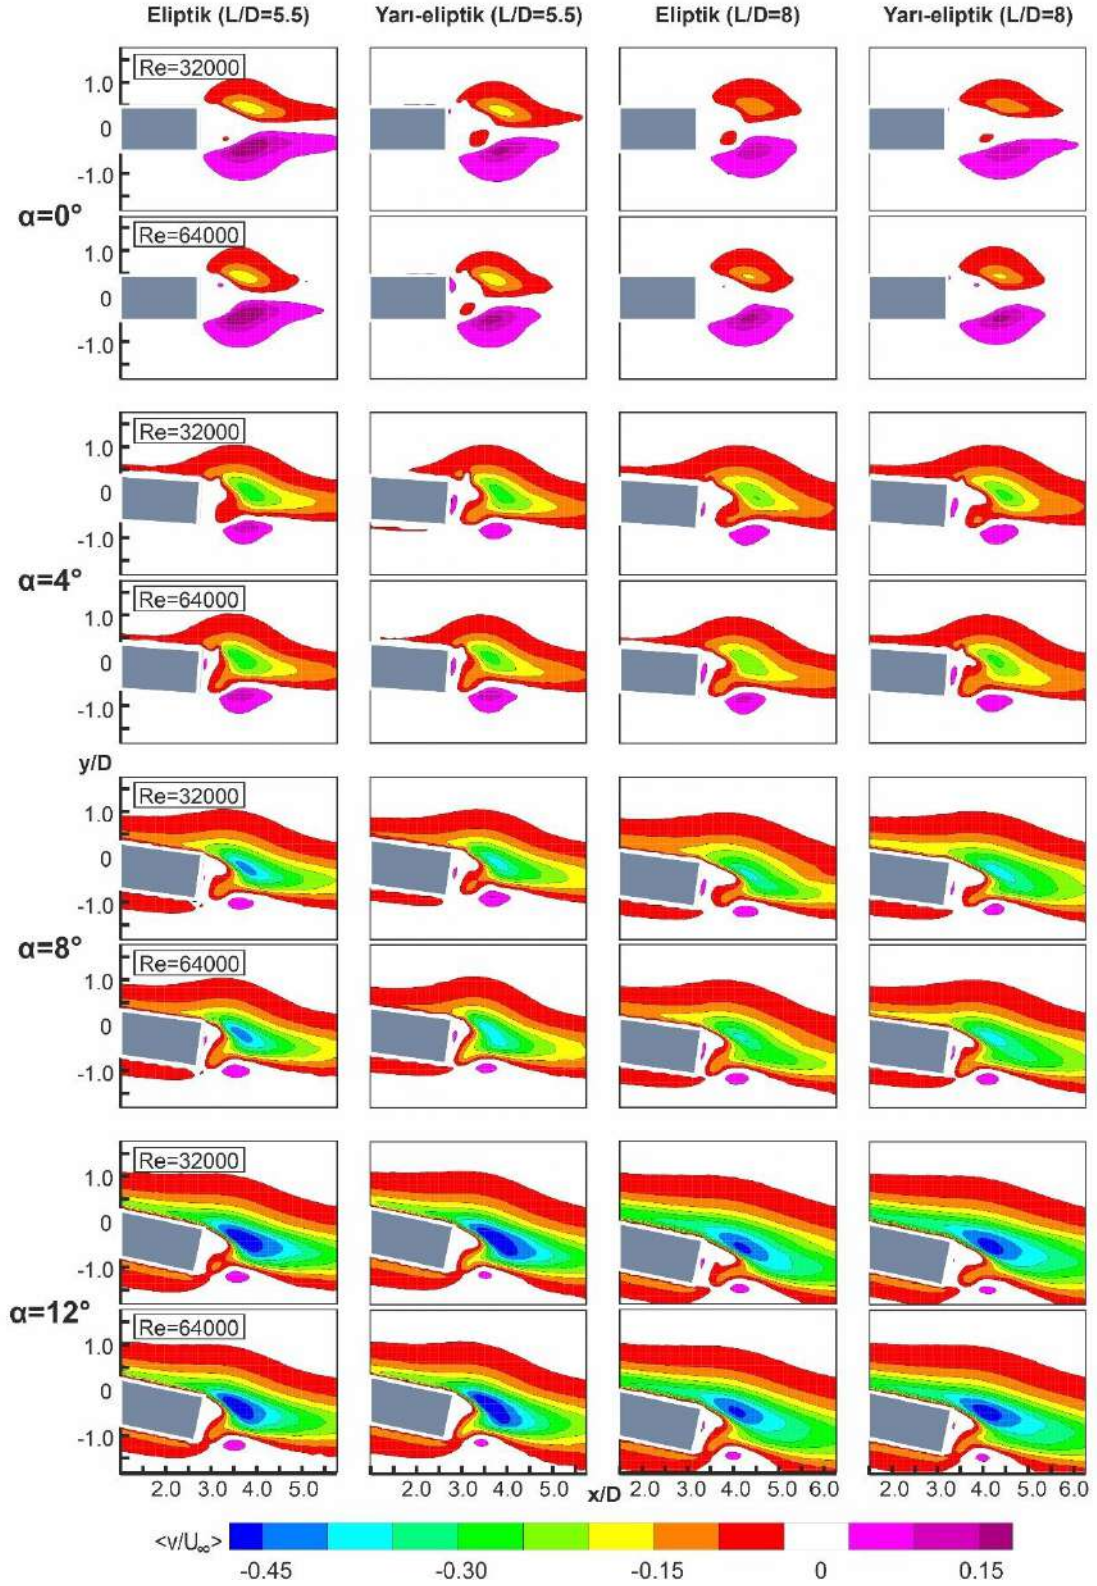 Eliptik (L/D=5.5) Yarı-eliptik (L/D=5.5) Eliptik (L/D=8) Yarı-eliptik (L/D=8)
Re=32000
1.0
0
-1.0
α=0°
Re=64000
1.0
0
-1.0
Re=32000
1.0
0
-1.0
α=4°
Re=64000
1.0
0
-1.0
y/D
Re=32000
1.0
0
-1.0
α=8°
Re=64000
1.0
0
-1.0
Re=32000
1.0
0
-1.0
α=12°
Re=64000
1.0
0
-1.0
2.0 3.0 4.0 5.0 2.0 3.0 4.0 5.0 x/D 2.0 3.0 4.0 5.0 6.0 2.0 3.0 4.0 5.0 6.0
<v/U∞>
-0.45 -0.30 -0.15 0 0.15